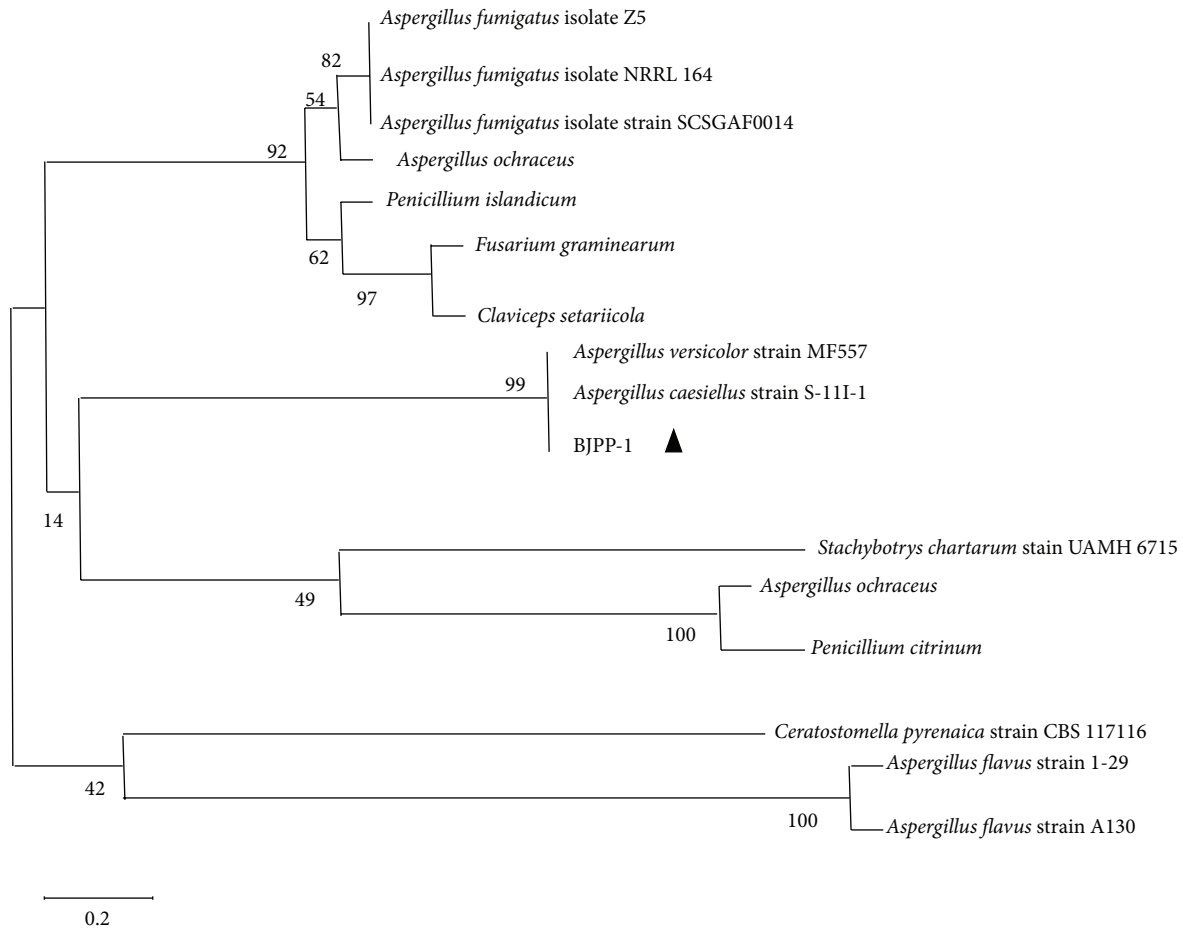 Aspergillus fumigatus isolate Z5
82
Aspergillus fumigatus isolate NRRL 164
54
Aspergillus fumigatus isolate strain SCSGAF0014
92
Aspergillus ochraceus
Penicillium islandicum
Fusarium graminearum
62
97
Claviceps setariicola
Aspergillus versicolor strain MF557
99
Aspergillus caesiellus strain S-11I-1
BJPP-1
14
Stachybotrys chartarum stain UAMH 6715
Aspergillus ochraceus
49
100
Penicillium citrinum
Ceratostomella pyrenaica strain CBS 117116
Aspergillus flavus strain 1-29
42
100
Aspergillus flavus strain A130
0.2